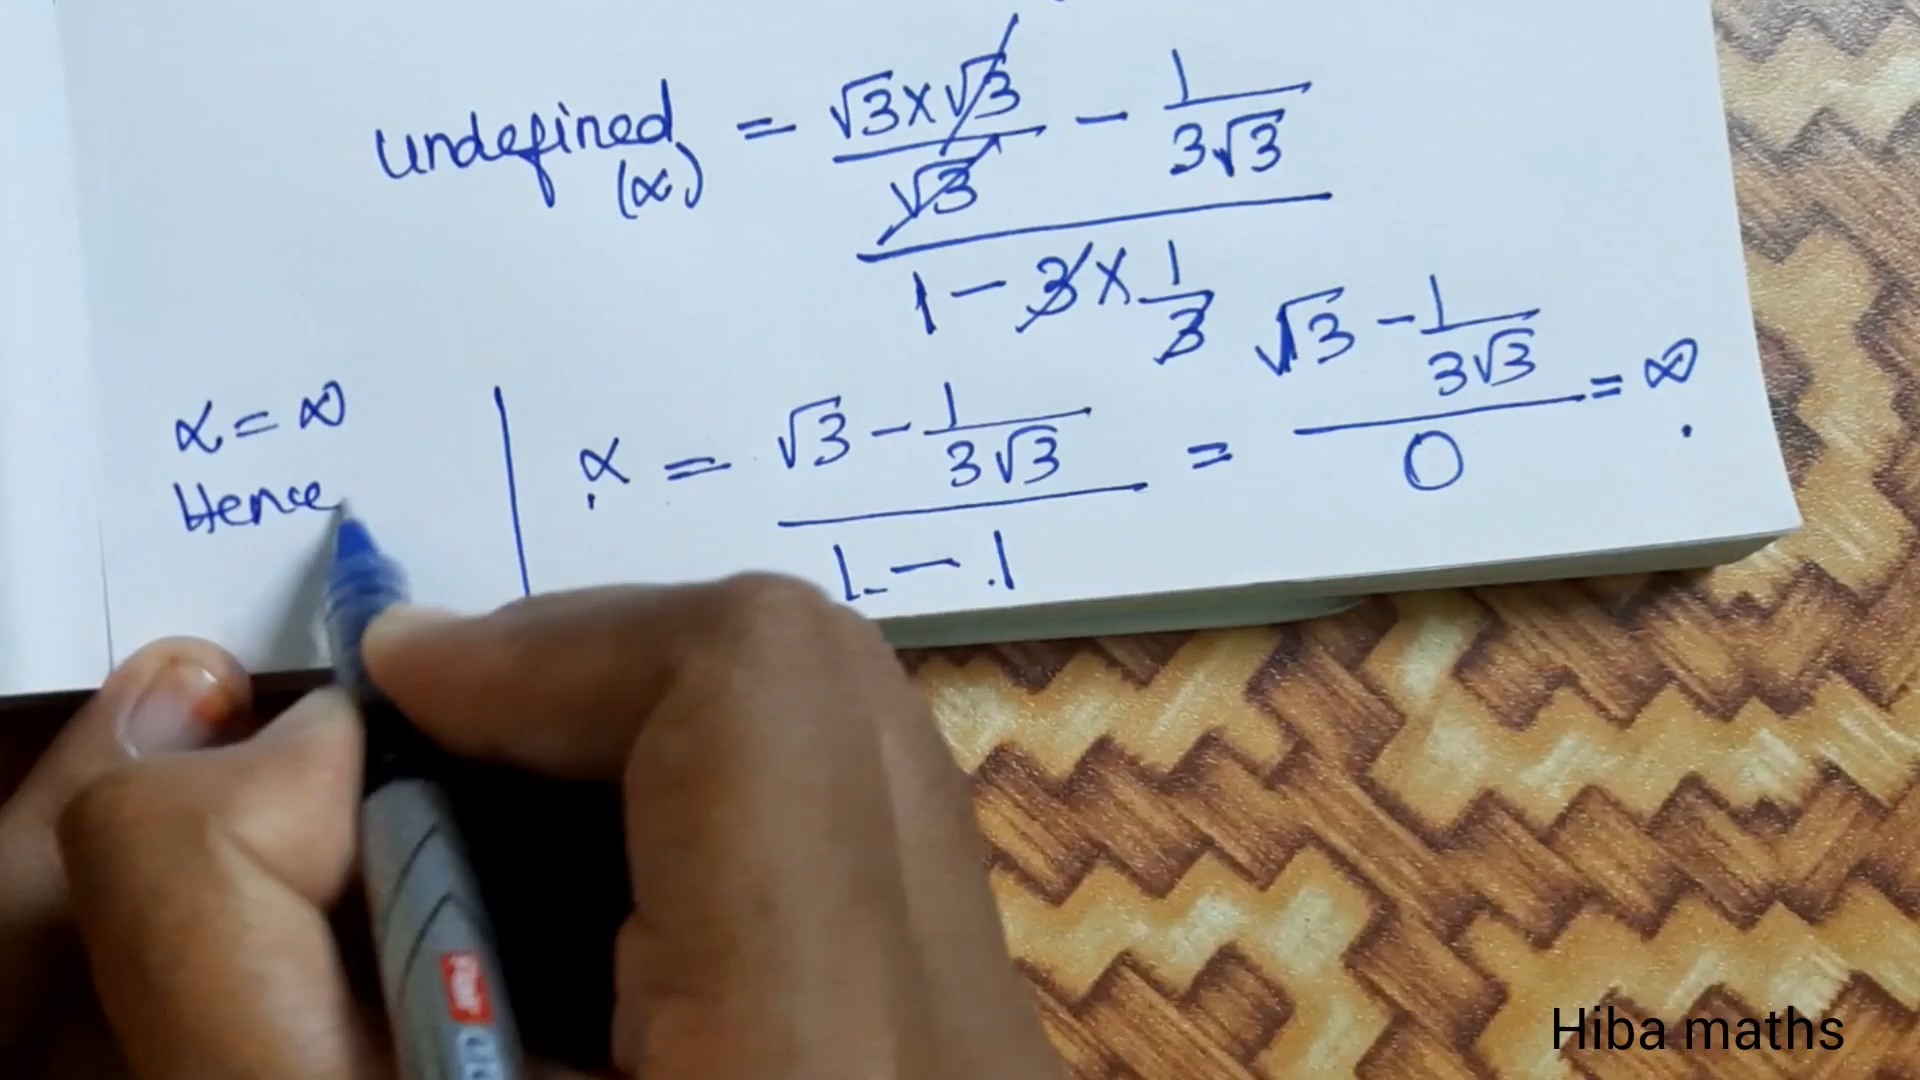 undefined = (√3×√3)/√3 − 1/(3√3)
(∝)
1 − 3 × 1/3
∝ = ∞
Hence
∝ = (√3 − 1/(3√3))/(1 − 1) = (√3 − 1/(3√3))/0 = ∞
Flair
Hiba maths